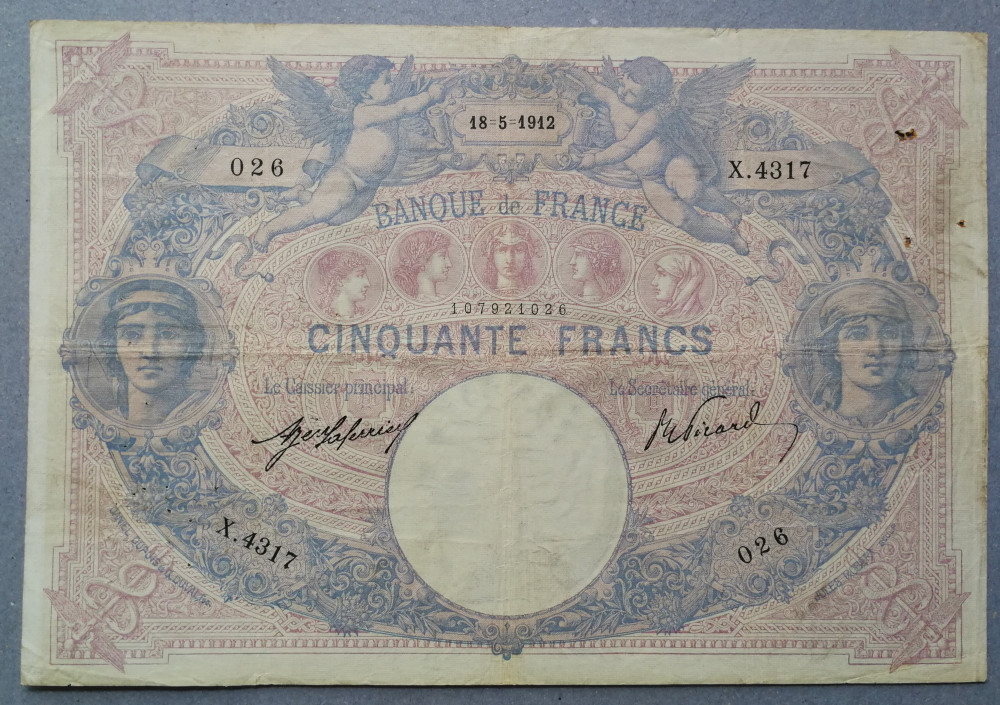 18=5=1912
026
X.4317
BANQUE de FRANCE
107921026
CINQUANTE FRANCS
Le Caissier principal.
Le Secrétaire général.
Picard
X.4317
026